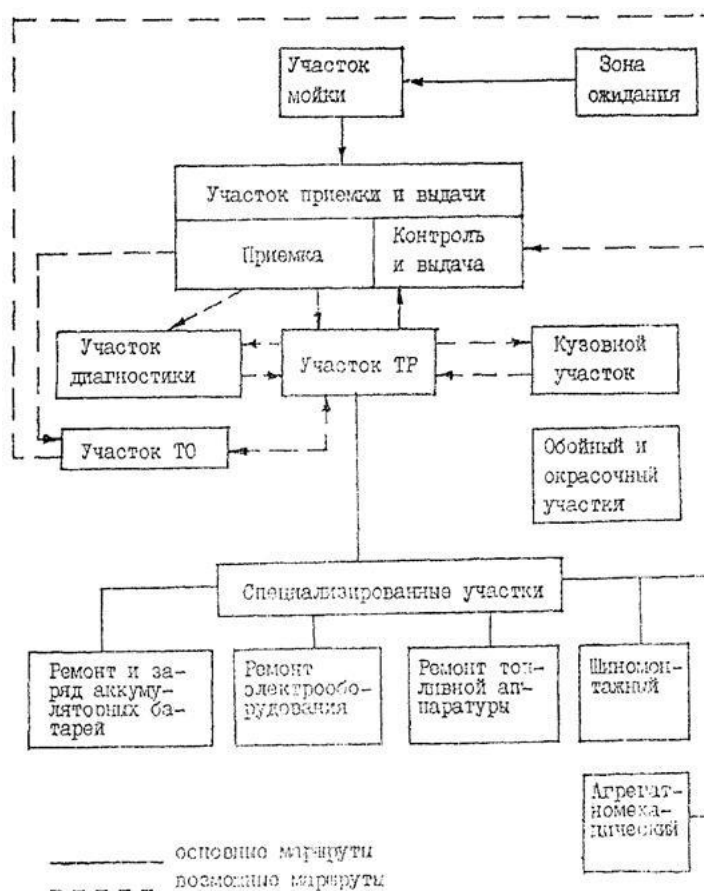 Участок
мойки
Зона
ожидания
Участок приемки и выдачи
Приемка
Контроль
и выдача
Участок
диагностики
Участок ТР
Кузовной
участок
Участок ТО
Обойный и
окрасочный
участки
Специализированные участки
Ремонт и за-
ряд аккуму-
ляторных ба-
тарей
Ремонт
электрообо-
рудования
Ремонт топ-
ливной ап-
паратуры
Шиномон-
тажный
Агрегат-
номеха-
нический
основные маршруты
возможные маршруты